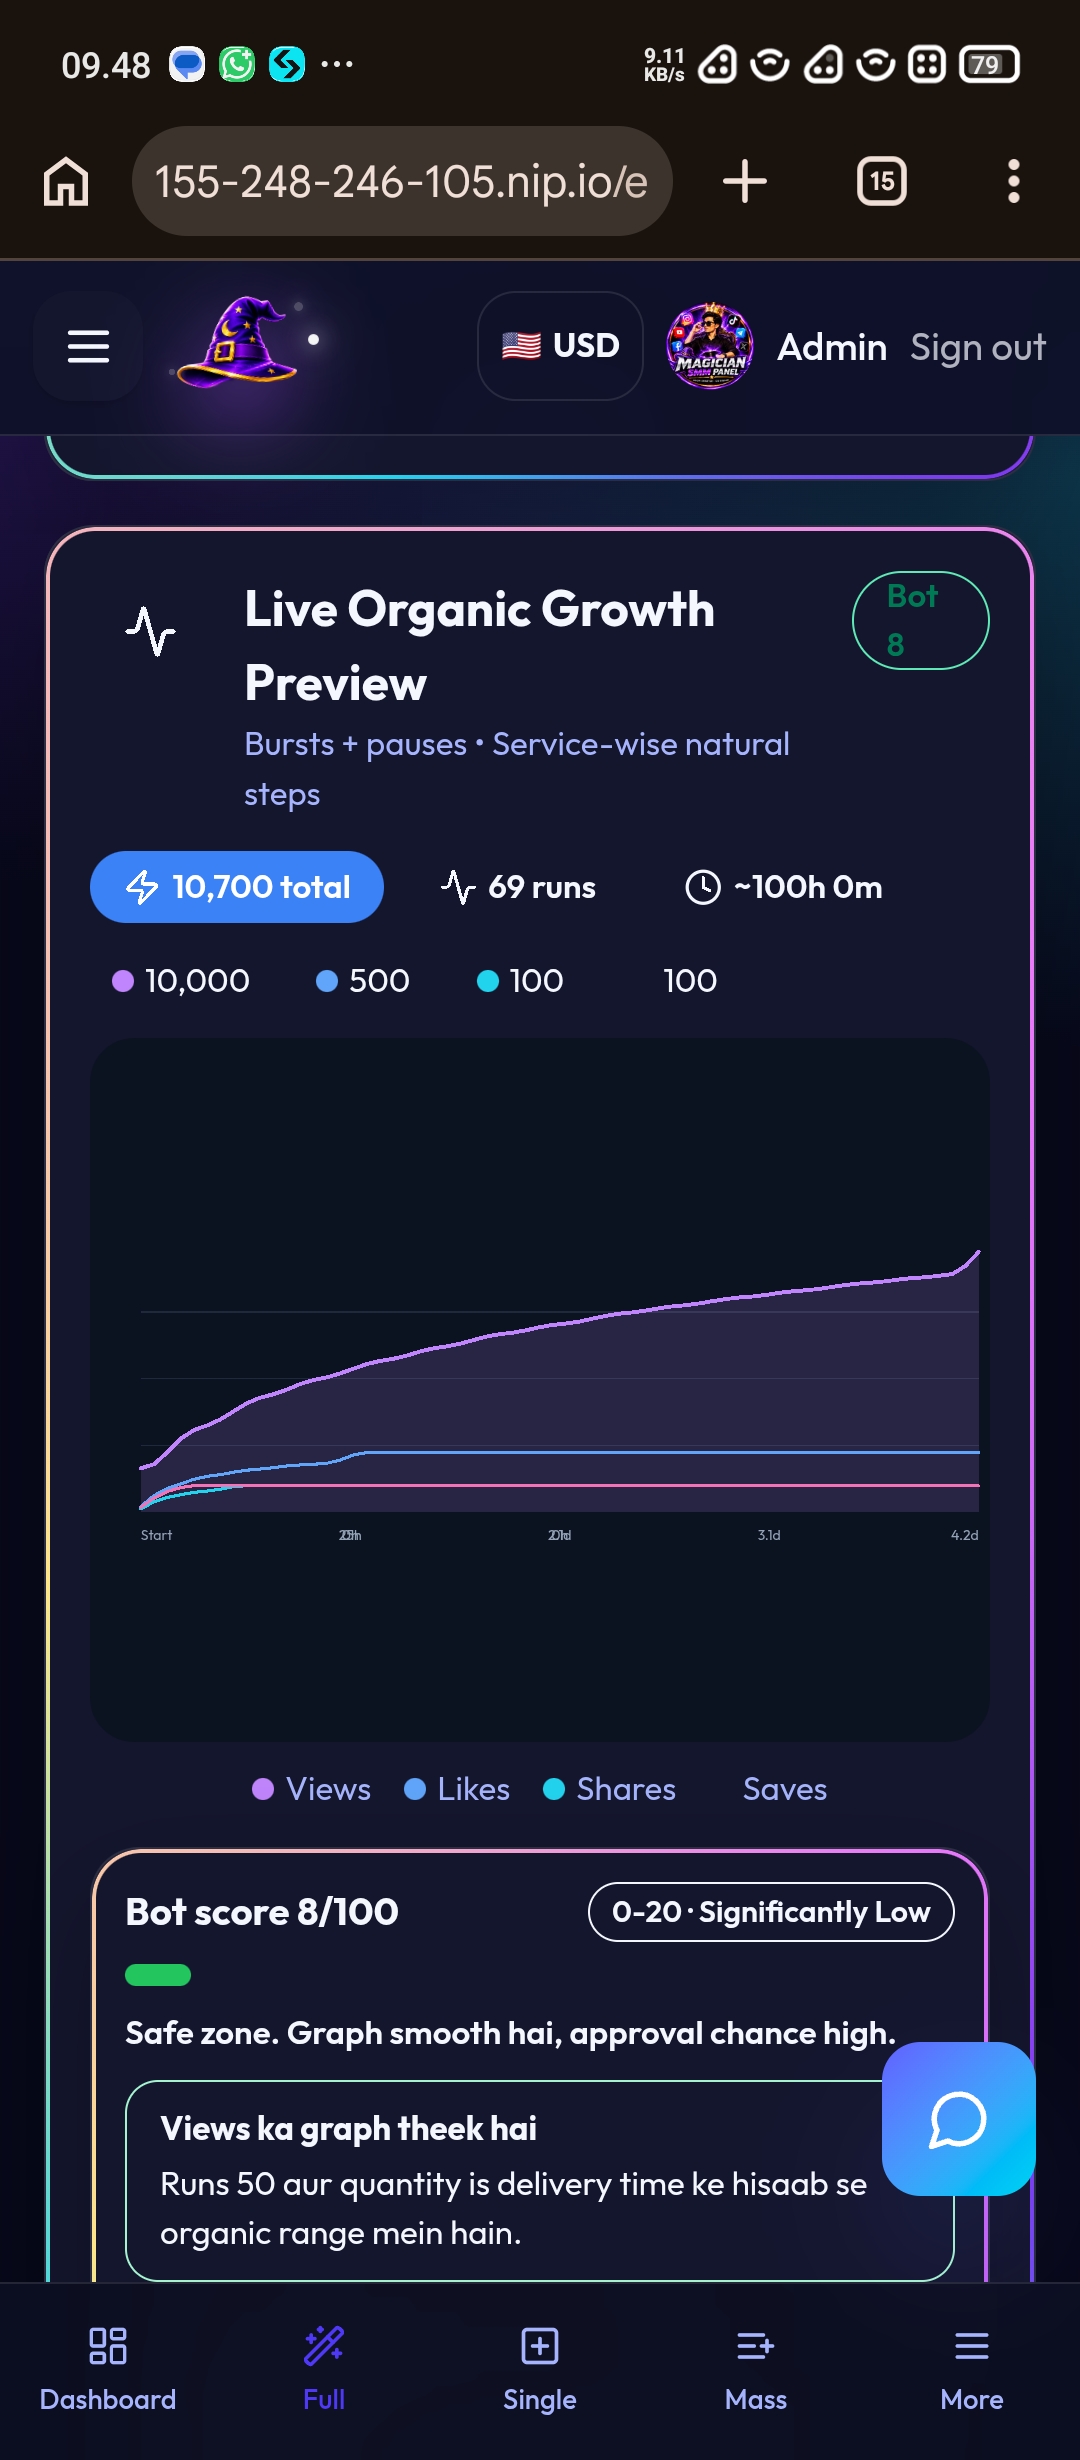 09.48
9.11
KB/s
79
155-248-246-105.nip.io/e
15
USD
MAGICIAN
SMM PANEL
Admin
Sign out
Live Organic Growth
Preview
Bot
8
Bursts + pauses • Service-wise natural
steps
10,700 total
69 runs
~100h 0m
10,000
500
100
100
Start
3.1d
4.2d
Views
Likes
Shares
Saves
Bot score 8/100
0-20 · Significantly Low
Safe zone. Graph smooth hai, approval chance high.
Views ka graph theek hai
Runs 50 aur quantity is delivery time ke hisaab se
organic range mein hain.
Dashboard
Full
Single
Mass
More